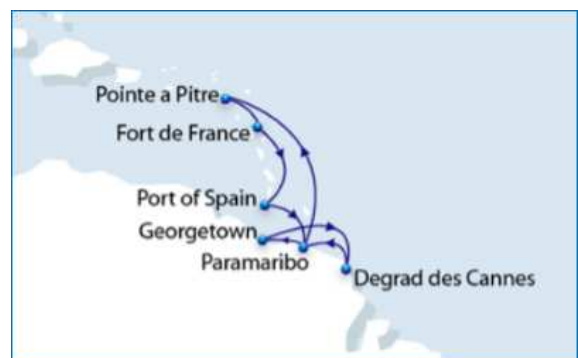 Pointe a Pitre
Fort de France
Port of Spain
Georgetown
Paramaribo
Degrad des Cannes